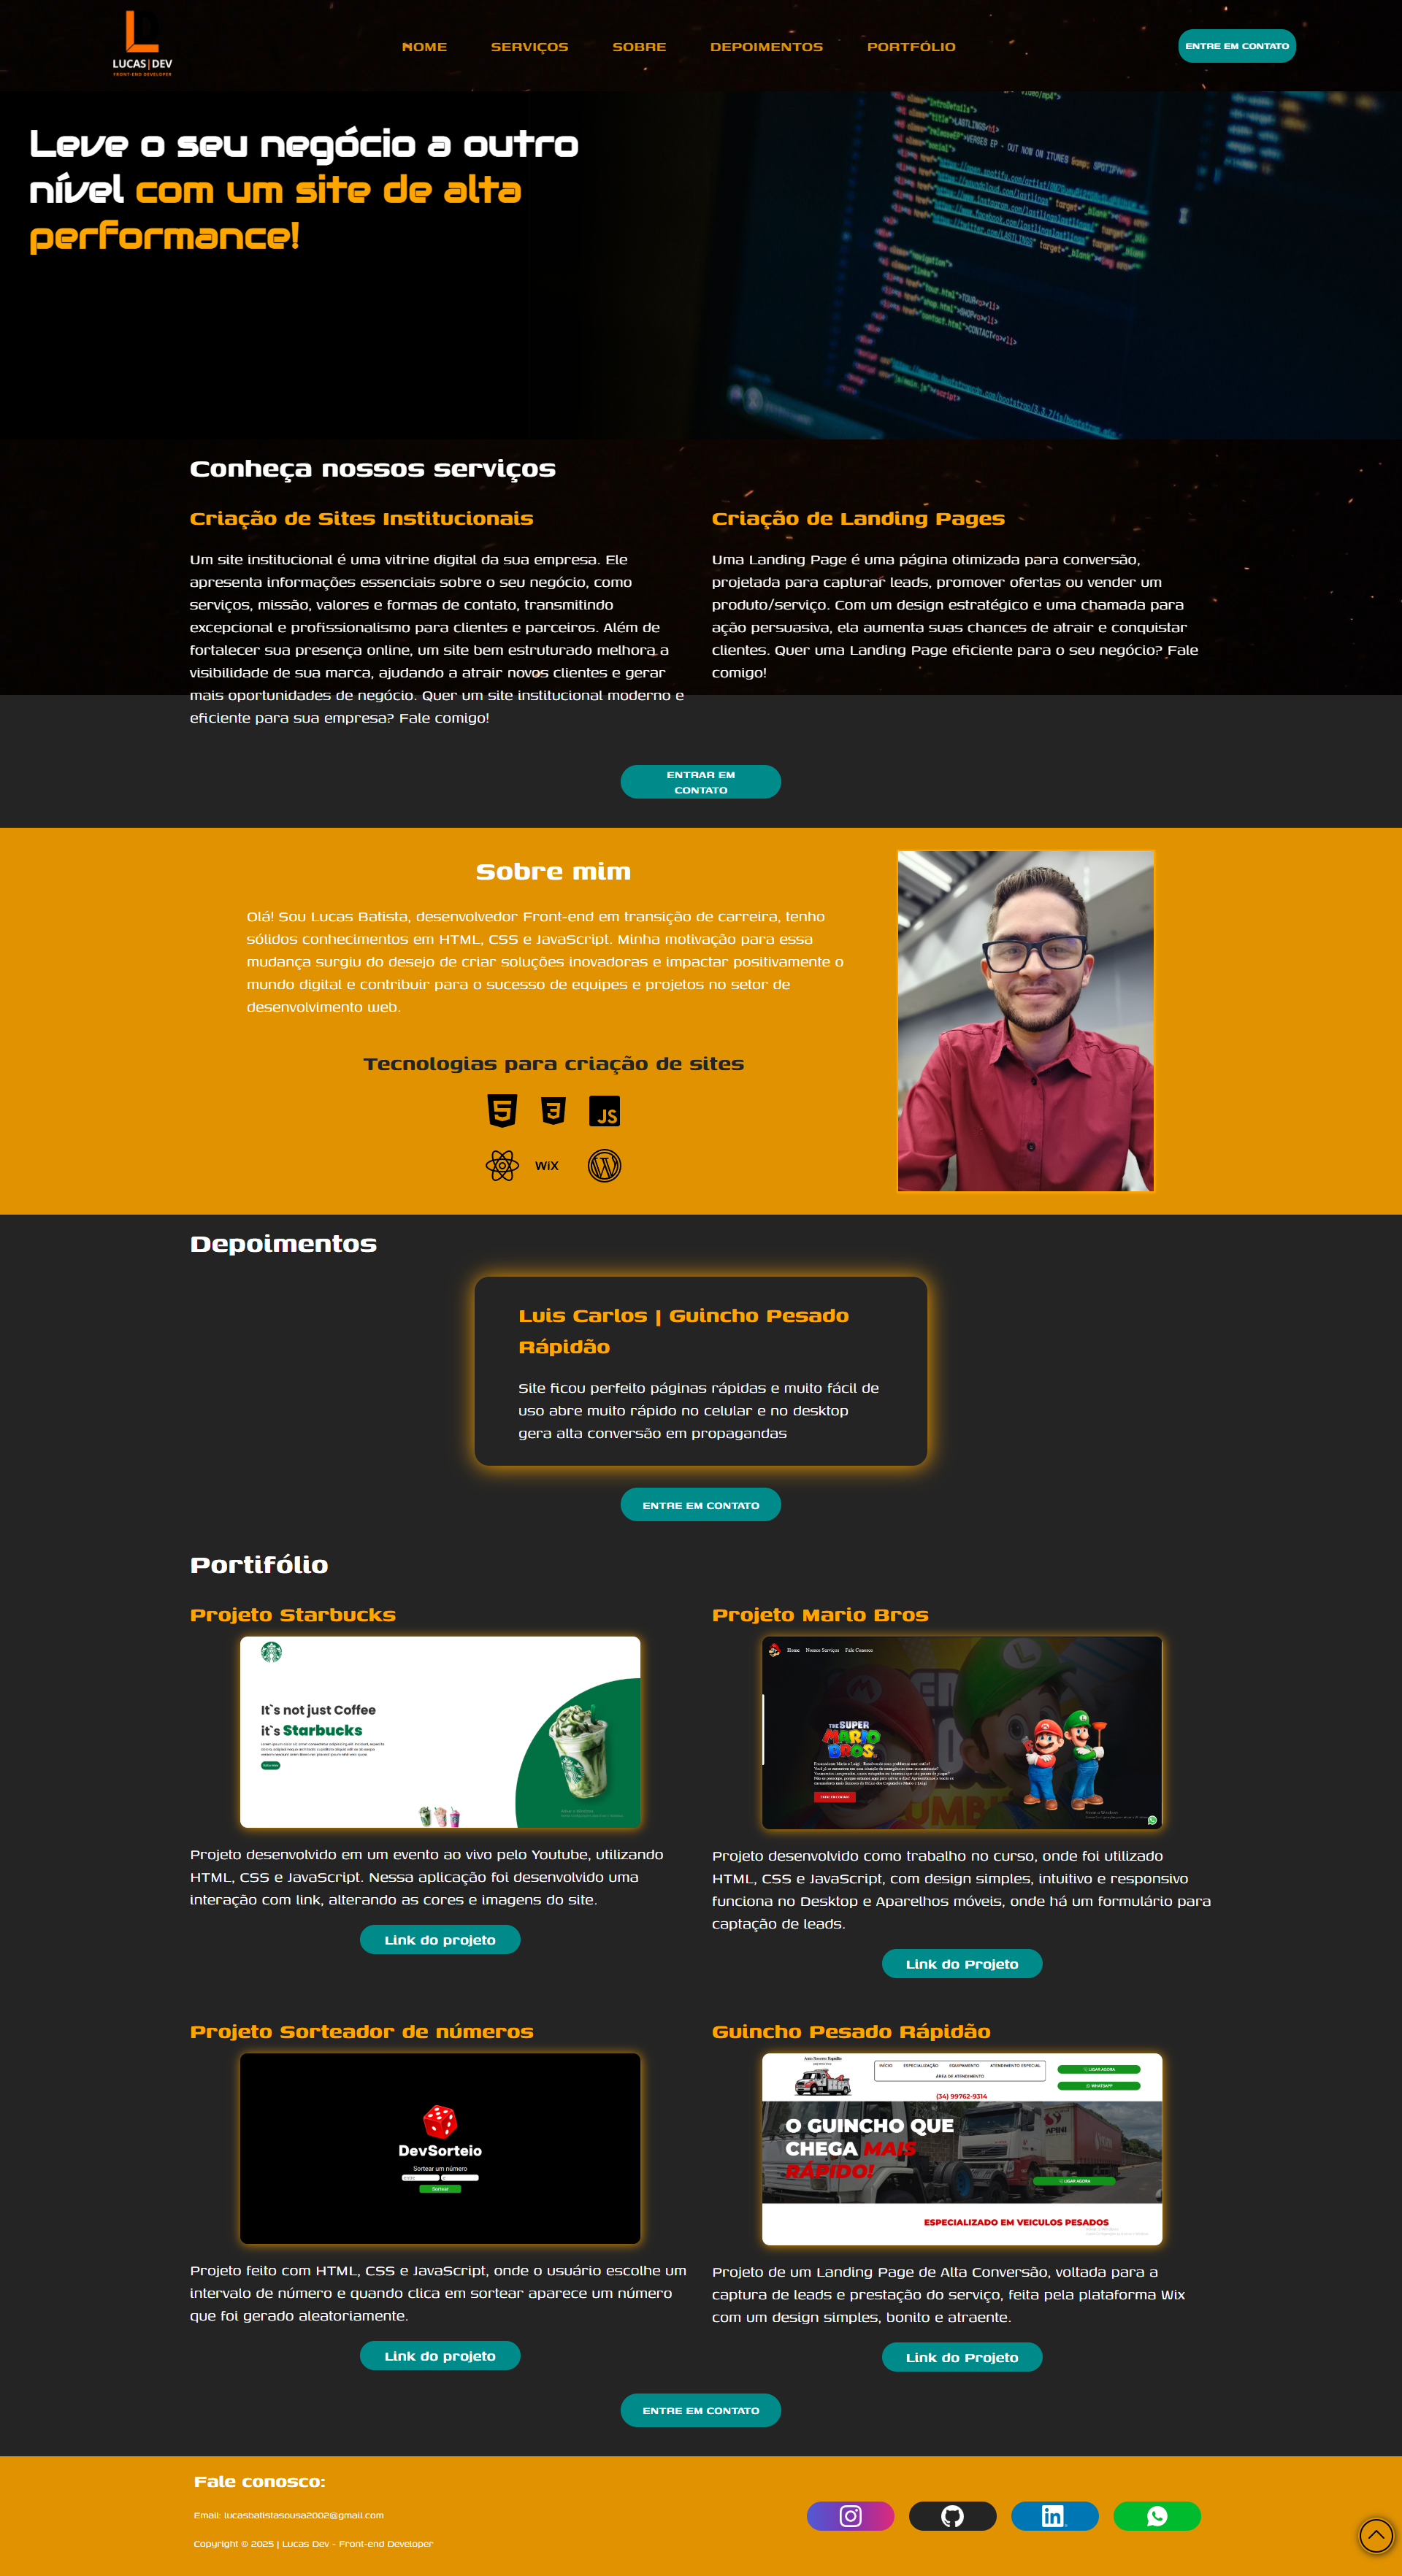 LUCAS|DEV
FRONT-END DEVELOPER
HOME
SERVIÇOS
SOBRE
DEPOIMENTOS
PORTFÓLIO
ENTRE EM CONTATO
Leve o seu negócio a outro
nível com um site de alta
performance!
Conheça nossos serviços
Criação de Sites Institucionais
Um site institucional é uma vitrine digital da sua empresa. Ele
apresenta informações essenciais sobre o seu negócio, como
serviços, missão, valores e formas de contato, transmitindo
excepcional e profissionalismo para clientes e parceiros. Além de
fortalecer sua presença online, um site bem estruturado melhora a
visibilidade de sua marca, ajudando a atrair novos clientes e gerar
mais oportunidades de negócio. Quer um site institucional moderno e
eficiente para sua empresa? Fale comigo!
Criação de Landing Pages
Uma Landing Page é uma página otimizada para conversão,
projetada para capturar leads, promover ofertas ou vender um
produto/serviço. Com um design estratégico e uma chamada para
ação persuasiva, ela aumenta suas chances de atrair e conquistar
clientes. Quer uma Landing Page eficiente para o seu negócio? Fale
comigo!
ENTRAR EM
CONTATO
Sobre mim
Olá! Sou Lucas Batista, desenvolvedor Front-end em transição de carreira, tenho
sólidos conhecimentos em HTML, CSS e JavaScript. Minha motivação para essa
mudança surgiu do desejo de criar soluções inovadoras e impactar positivamente o
mundo digital e contribuir para o sucesso de equipes e projetos no setor de
desenvolvimento web.
Tecnologias para criação de sites
5
3
JS
WiX
Depoimentos
Luis Carlos | Guincho Pesado
Rápidão
Site ficou perfeito páginas rápidas e muito fácil de
uso abre muito rápido no celular e no desktop
gera alta conversão em propagandas
ENTRE EM CONTATO
Portifólio
Projeto Starbucks
It`s not just Coffee
it`s Starbucks
Projeto desenvolvido em um evento ao vivo pelo Youtube, utilizando
HTML, CSS e JavaScript. Nessa aplicação foi desenvolvido uma
interação com link, alterando as cores e imagens do site.
Link do projeto
Projeto Mario Bros
Home Nossos Serviços Fale Conosco
THE SUPER
MARIO
BROS.
Projeto desenvolvido como trabalho no curso, onde foi utilizado
HTML, CSS e JavaScript, com design simples, intuitivo e responsivo
funciona no Desktop e Aparelhos móveis, onde há um formulário para
captação de leads.
Link do Projeto
Projeto Sorteador de números
DevSorteio
Sortear um número
Sortear
Projeto feito com HTML, CSS e JavaScript, onde o usuário escolhe um
intervalo de número e quando clica em sortear aparece um número
que foi gerado aleatoriamente.
Link do projeto
Guincho Pesado Rápidão
INÍCIO ESPECIALIZAÇÃO EQUIPAMENTO ATENDIMENTO ESPECIAL
ÁREA DE ATENDIMENTO
LIGAR AGORA
WHATSAPP
(34) 99762-9314
O GUINCHO QUE
CHEGA MAIS
RÁPIDO!
LIGAR AGORA
ESPECIALIZADO EM VEICULOS PESADOS
Projeto de um Landing Page de Alta Conversão, voltada para a
captura de leads e prestação do serviço, feita pela plataforma Wix
com um design simples, bonito e atraente.
Link do Projeto
ENTRE EM CONTATO
Fale conosco:
Email: lucasbatistasousa2002@gmail.com
Copyright © 2025 | Lucas Dev - Front-end Developer
in